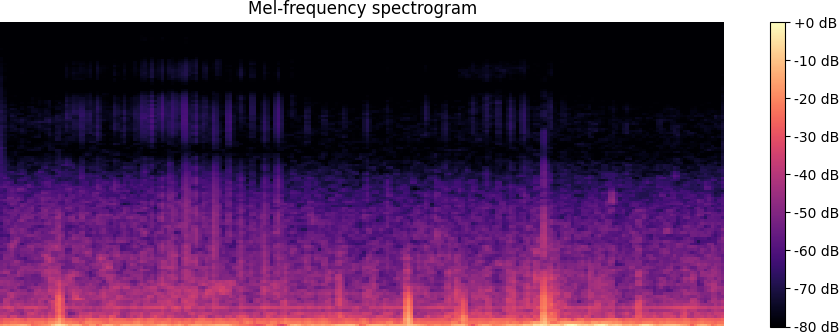 Mel-frequency spectrogram
+0 dB
-10 dB
-20 dB
-30 dB
-40 dB
-50 dB
-60 dB
-70 dB
-80 dB